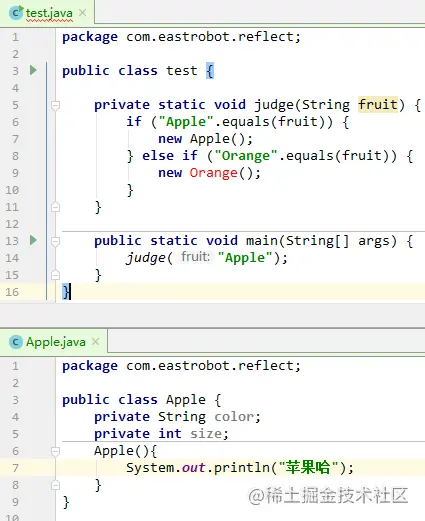 test.java
1 package com.eastrobot.reflect;
2
3 public class test {
4
5 private static void judge(String fruit) {
6 if ("Apple".equals(fruit)) {
7 new Apple();
8 } else if ("Orange".equals(fruit)) {
9 new Orange();
10 }
11 }
12
13 public static void main(String[] args) {
14 judge( fruit: "Apple");
15 }
16 }
Apple.java
1 package com.eastrobot.reflect;
2
3 public class Apple {
4 private String color;
5 private int size;
6 Apple(){
7 System.out.println("苹果哈");
8 }
9 }
10
@稀土掘金技术社区